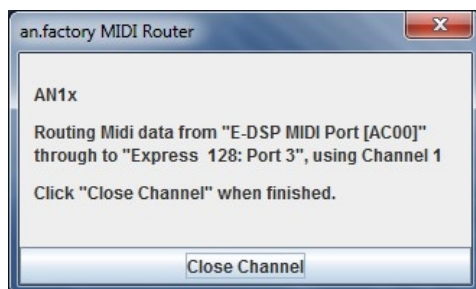 an.factory MIDI Router
AN1x
Routing Midi data from "E-DSP MIDI Port [AC00]"
through to "Express  128: Port 3", using Channel 1
Click "Close Channel" when finished.
Close Channel